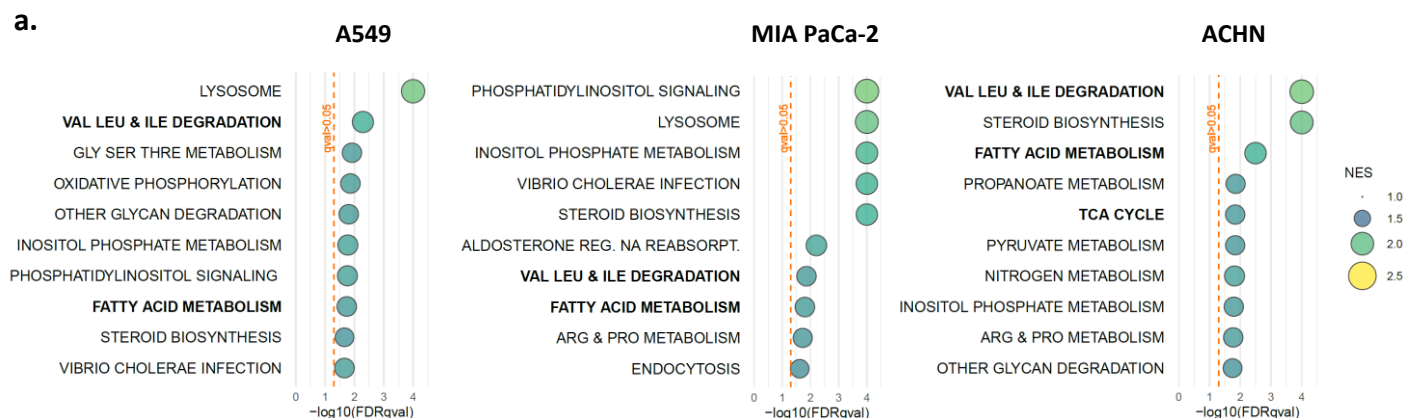 a.
A549
LYSOSOME
VAL LEU & ILE DEGRADATION
GLY SER THRE METABOLISM
OXIDATIVE PHOSPHORYLATION
OTHER GLYCAN DEGRADATION
INOSITOL PHOSPHATE METABOLISM
PHOSPHATIDYLINOSITOL SIGNALING
FATTY ACID METABOLISM
STEROID BIOSYNTHESIS
VIBRIO CHOLERAE INFECTION
qval>0.05
0 1 2 3 4
−log10(FDRqval)
MIA PaCa-2
PHOSPHATIDYLINOSITOL SIGNALING
LYSOSOME
INOSITOL PHOSPHATE METABOLISM
VIBRIO CHOLERAE INFECTION
STEROID BIOSYNTHESIS
ALDOSTERONE REG. NA REABSORPT.
VAL LEU & ILE DEGRADATION
FATTY ACID METABOLISM
ARG & PRO METABOLISM
ENDOCYTOSIS
qval>0.05
0 1 2 3 4
−log10(FDRqval)
ACHN
VAL LEU & ILE DEGRADATION
STEROID BIOSYNTHESIS
FATTY ACID METABOLISM
PROPANOATE METABOLISM
TCA CYCLE
PYRUVATE METABOLISM
NITROGEN METABOLISM
INOSITOL PHOSPHATE METABOLISM
ARG & PRO METABOLISM
OTHER GLYCAN DEGRADATION
qval>0.05
0 1 2 3 4
−log10(FDRqval)
NES
1.0
1.5
2.0
2.5